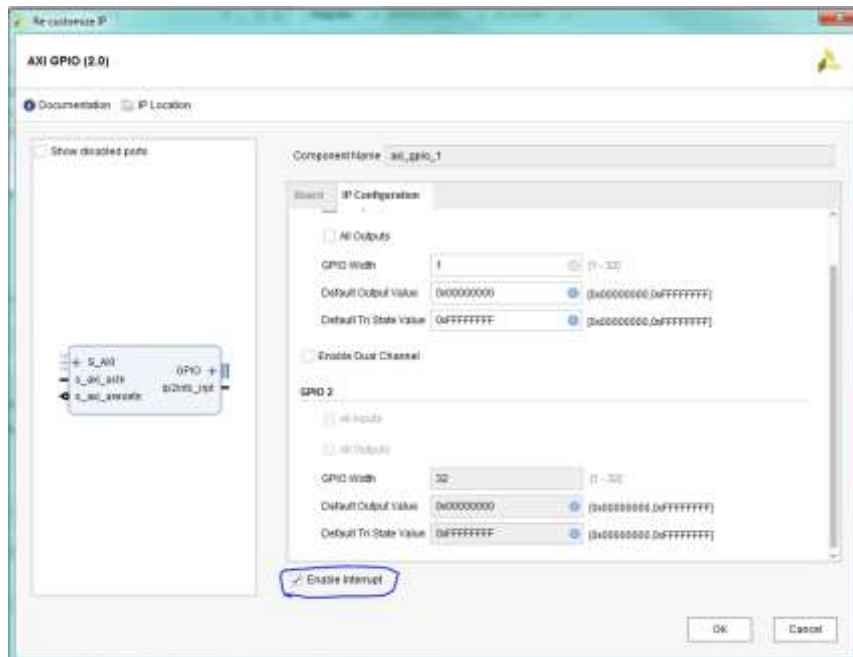 Re-customize IP
AXI GPIO (2.0)
Documentation IP Location
Show disabled ports
Component Name axi_gpio_1
Board IP Configuration
All Outputs
GPIO Width 1 [1 - 32]
Default Output Value 0x00000000 [0x00000000,0xFFFFFFFF]
Default Tri State Value 0xFFFFFFFF [0x00000000,0xFFFFFFFF]
Enable Dual Channel
S_AXI
GPIO
s_axi_aclk
ip2intc_irpt
s_axi_aresetn
GPIO 2
All Inputs
All Outputs
GPIO Width 32 [1 - 32]
Default Output Value 0x00000000 [0x00000000,0xFFFFFFFF]
Default Tri State Value 0xFFFFFFFF [0x00000000,0xFFFFFFFF]
Enable Interrupt
OK Cancel